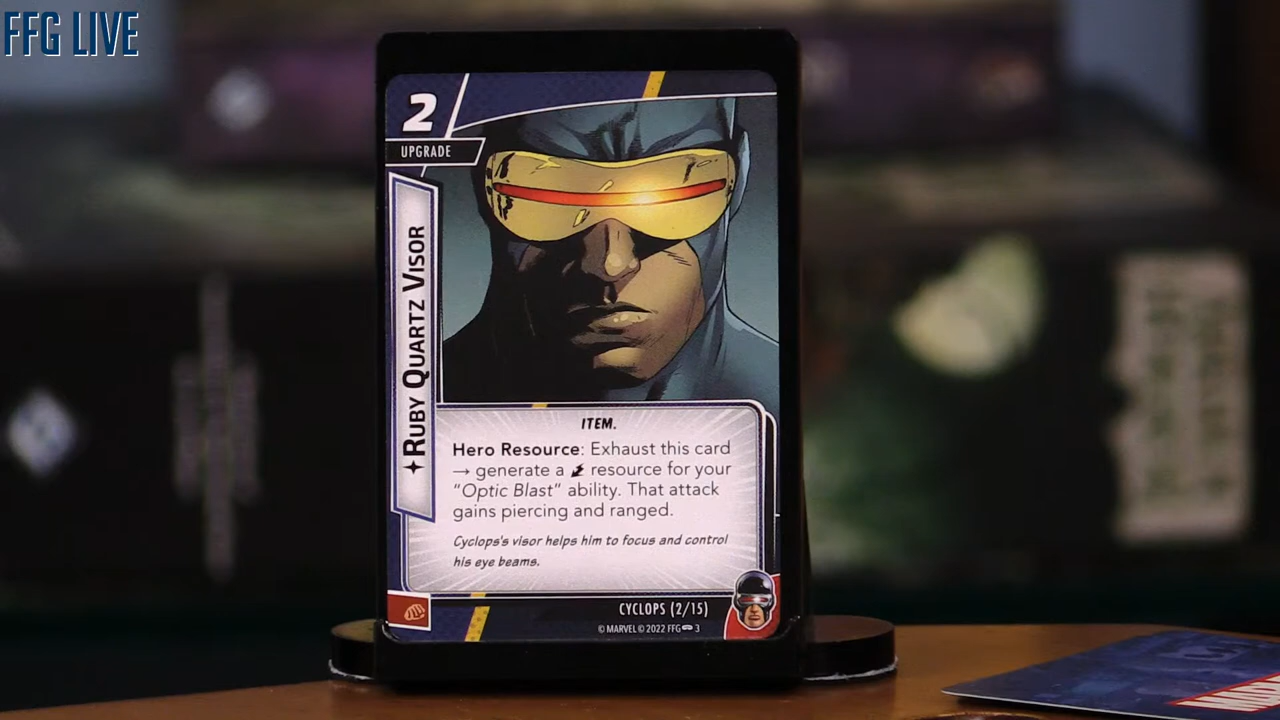 FFG LIVE
2
UPGRADE
RUBY QUARTZ VISOR
ITEM.
Hero Resource: Exhaust this card
→ generate a resource for your
"Optic Blast" ability. That attack
gains piercing and ranged.
Cyclops's visor helps him to focus and control
his eye beams.
CYCLOPS (2/15)
© MARVEL © 2022 FFG 3